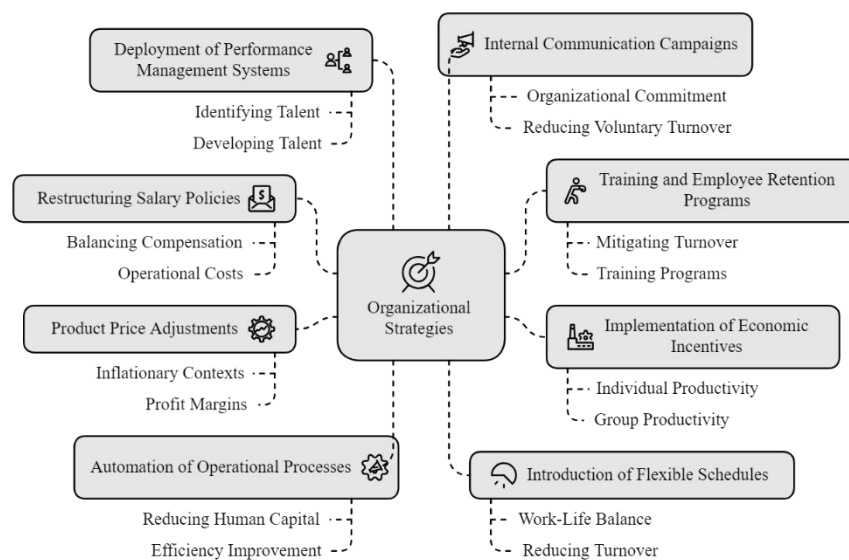 Deployment of Performance
Management Systems
Identifying Talent
Developing Talent
Restructuring Salary Policies
Balancing Compensation
Operational Costs
Product Price Adjustments
Inflationary Contexts
Profit Margins
Automation of Operational Processes
Reducing Human Capital
Efficiency Improvement
Organizational
Strategies
Internal Communication Campaigns
Organizational Commitment
Reducing Voluntary Turnover
Training and Employee Retention
Programs
Mitigating Turnover
Training Programs
Implementation of Economic
Incentives
Individual Productivity
Group Productivity
Introduction of Flexible Schedules
Work-Life Balance
Reducing Turnover